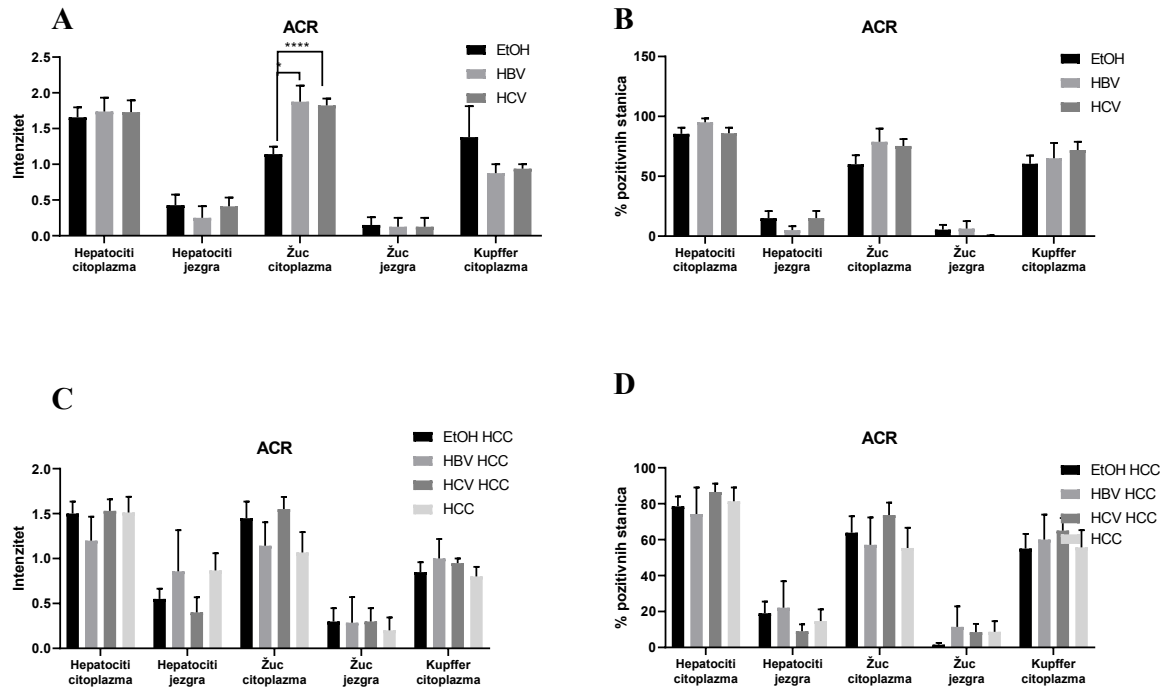 A
ACR
EtOH
HBV
HCV
****
*
Intenzitet
2.5
2.0
1.5
1.0
0.5
0.0
Hepatociti citoplazma
Hepatociti jezgra
Žuc citoplazma
Žuc jezgra
Kupffer citoplazma
B
ACR
EtOH
HBV
HCV
% pozitivnih stanica
150
100
50
0
Hepatociti citoplazma
Hepatociti jezgra
Žuc citoplazma
Žuc jezgra
Kupffer citoplazma
C
ACR
EtOH HCC
HBV HCC
HCV HCC
HCC
Intenzitet
2.0
1.5
1.0
0.5
0.0
Hepatociti citoplazma
Hepatociti jezgra
Žuc citoplazma
Žuc jezgra
Kupffer citoplazma
D
ACR
EtOH HCC
HBV HCC
HCV HCC
HCC
% pozitivnih stanica
100
80
60
40
20
0
Hepatociti citoplazma
Hepatociti jezgra
Žuc citoplazma
Žuc jezgra
Kupffer citoplazma